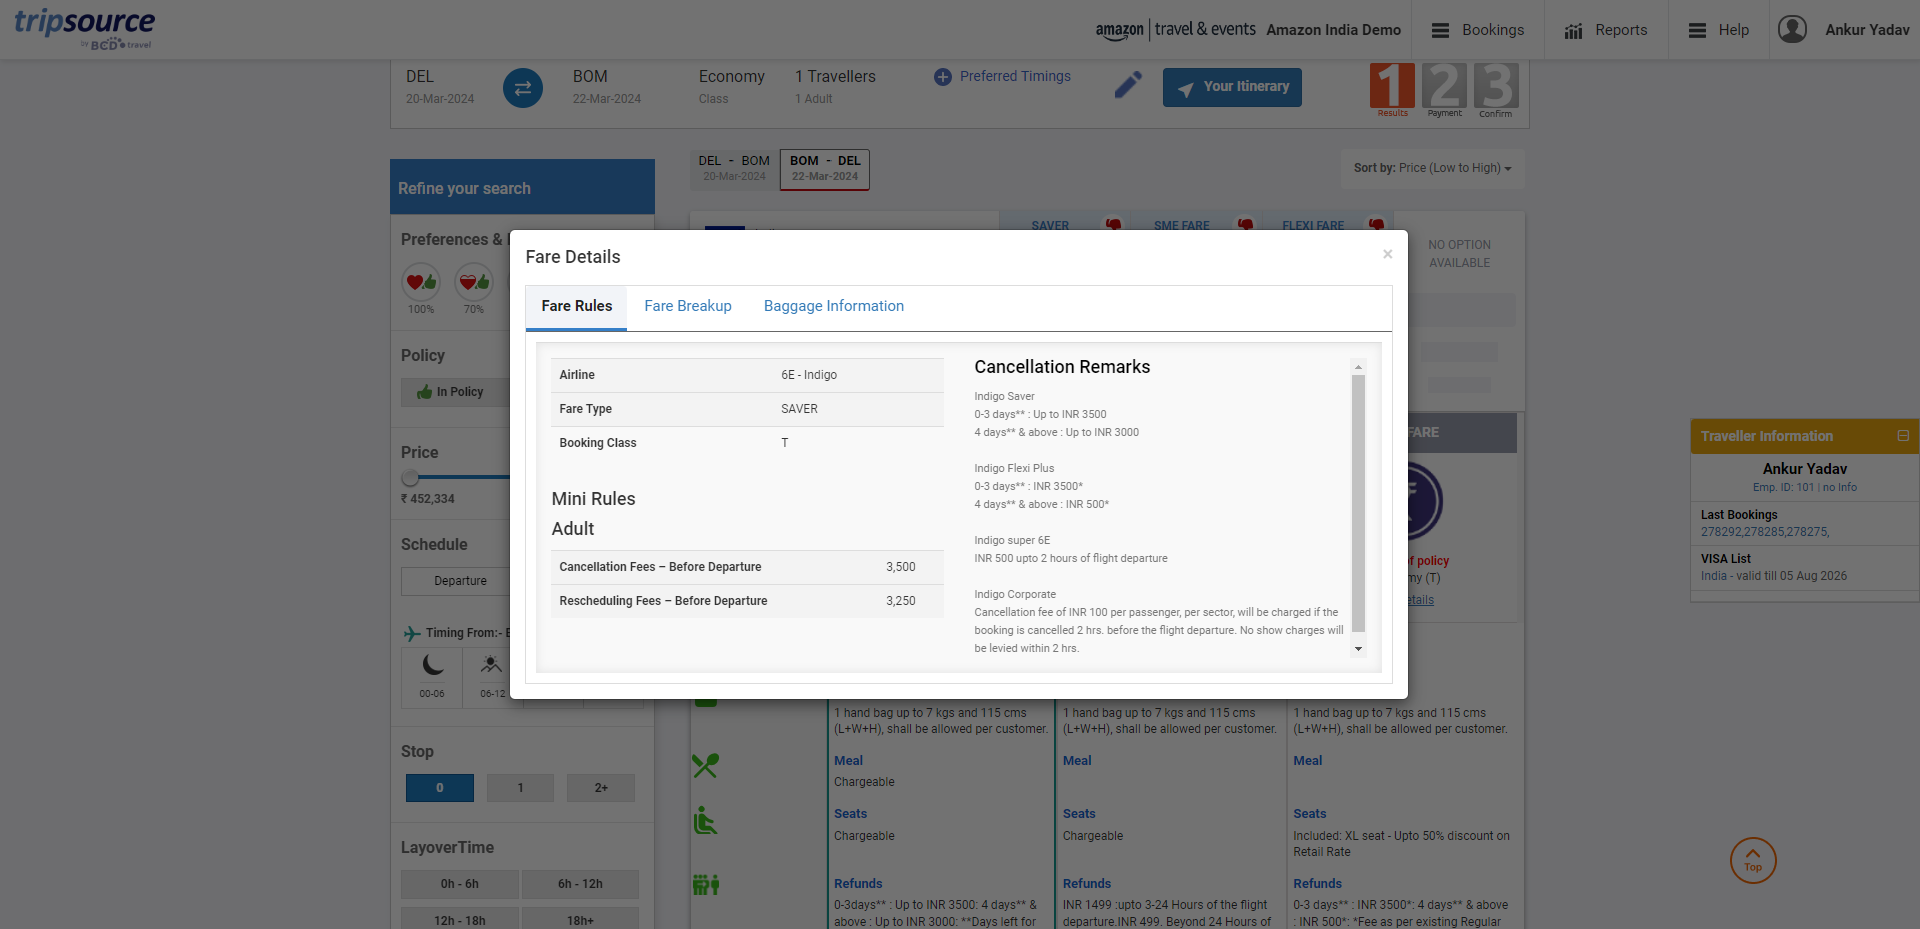 tripsource
by BCD travel
amazon travel & events
Amazon India Demo
Bookings
Reports
Help
Ankur Yadav
DEL
20-Mar-2024
BOM
22-Mar-2024
Economy
Class
1 Travellers
1 Adult
Preferred Timings
Your Itinerary
1 2 3
Results Payment Confirm
DEL - BOM
20-Mar-2024
BOM - DEL
22-Mar-2024
Sort by: Price (Low to High)
Refine your search
Preferences &
100% 70%
Policy
In Policy
Price
₹ 452,334
Schedule
Departure
Timing From:-
00-06 06-12
Stop
0 1 2+
LayoverTime
0h - 6h 6h - 12h
12h - 18h 18h+
SAVER SME FARE FLEXI FARE
NO OPTION
AVAILABLE
Fare Details
×
Fare Rules Fare Breakup Baggage Information
Airline 6E - Indigo
Fare Type SAVER
Booking Class T
Mini Rules
Adult
Cancellation Fees – Before Departure 3,500
Rescheduling Fees – Before Departure 3,250
Cancellation Remarks
Indigo Saver
0-3 days** : Up to INR 3500
4 days** & above : Up to INR 3000
Indigo Flexi Plus
0-3 days** : INR 3500*
4 days** & above : INR 500*
Indigo super 6E
INR 500 upto 2 hours of flight departure
Indigo Corporate
Cancellation fee of INR 100 per passenger, per sector, will be charged if the
booking is cancelled 2 hrs. before the flight departure. No show charges will
be levied within 2 hrs.
FARE
policy
(T)
1 hand bag up to 7 kgs and 115 cms
(L+W+H), shall be allowed per customer.
Meal
Chargeable
Seats
Chargeable
Refunds
0-3days** : Up to INR 3500: 4 days** &
above : Up to INR 3000: **Days left for
1 hand bag up to 7 kgs and 115 cms
(L+W+H), shall be allowed per customer.
Meal
Seats
Chargeable
Refunds
INR 1499 :upto 3-24 Hours of the flight
departure.INR 499. Beyond 24 Hours of
1 hand bag up to 7 kgs and 115 cms
(L+W+H), shall be allowed per customer.
Meal
Seats
Included: XL seat - Upto 50% discount on
Retail Rate
Refunds
0-3 days** : INR 3500*: 4 days** & above
: INR 500*: *Fee as per existing Regular
Traveller Information
Ankur Yadav
Emp. ID: 101 | no Info
Last Bookings
278292,278285,278275,
VISA List
India - valid till 05 Aug 2026
Top